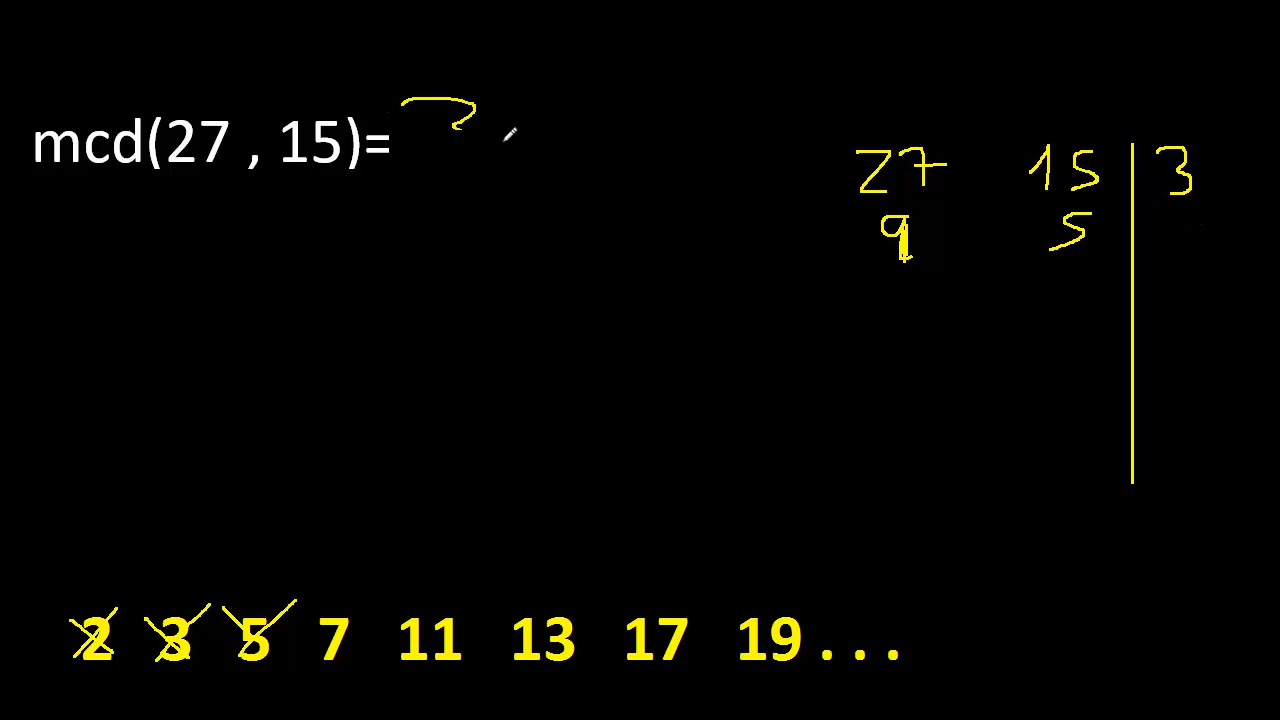 mcd(27 , 15)=
27 15 3
9 5
2 3 5 7 11 13 17 19 . . .